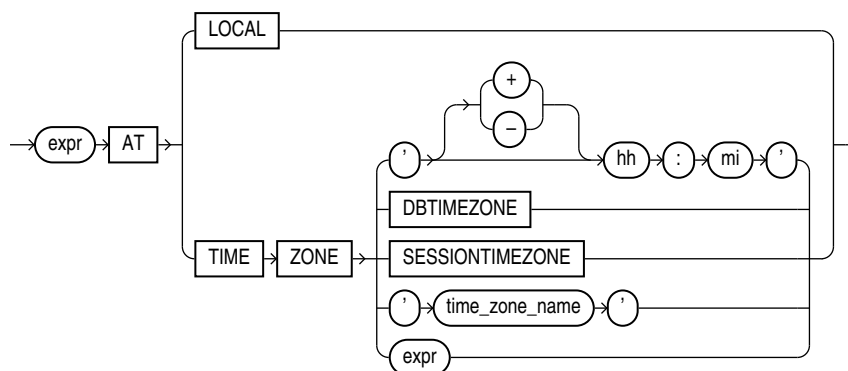 LOCAL
+
–
expr AT
' hh : mi '
DBTIMEZONE
TIME ZONE SESSIONTIMEZONE
' time_zone_name '
expr